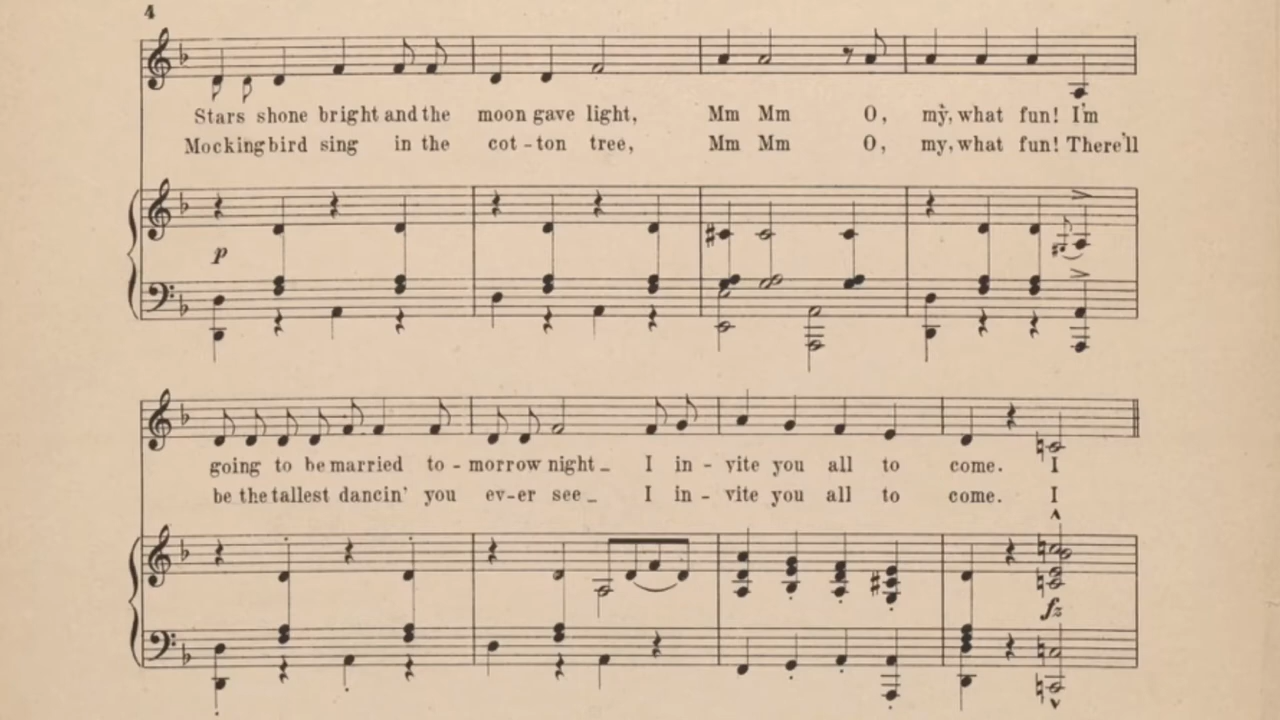 4
Stars shone bright and the moon gave light, Mm Mm O, my, what fun! I'm
Mockingbird sing in the cot-ton tree, Mm Mm O, my, what fun! There'll
p
going to be married to-morrow night_ I in-vite you all to come. I
be the tallest dancin' you ev-er see_ I in-vite you all to come. I
fz